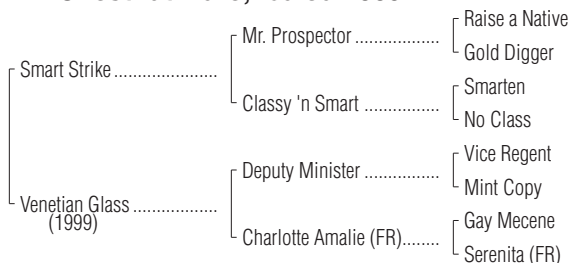 Raise a Native
Mr. Prospector ...................
Gold Digger
Smart Strike .......................
Smarten
Classy 'n Smart .................
No Class
Vice Regent
Deputy Minister .................
Mint Copy
Venetian Glass ...................
(1999)
Gay Mecene
Charlotte Amalie (FR)........
Serenita (FR)